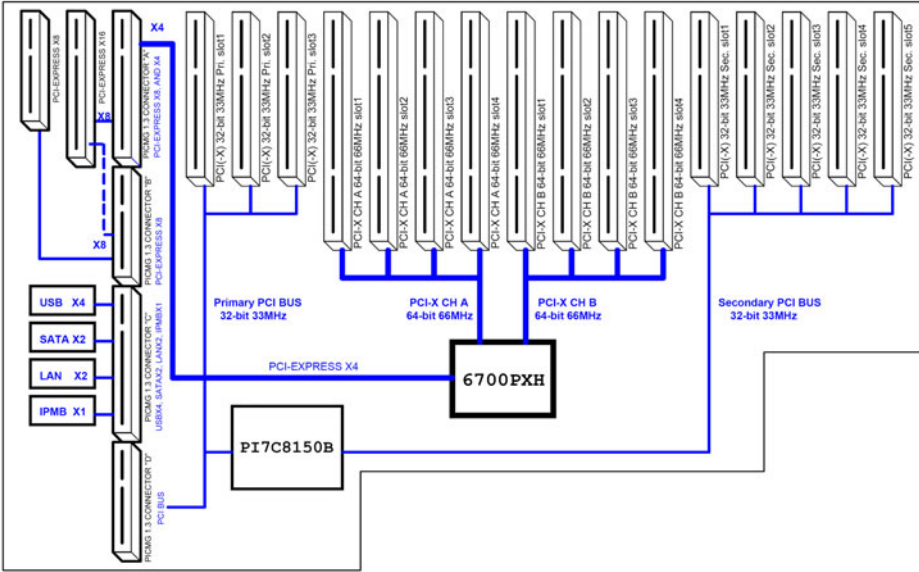 PCI-EXPRESS X8
PCI-EXPRESS X16
X8
X8
X4
PICMG 1.3 CONNECTOR "A"
PCI-EXPRESS X8, AND X4
PICMG 1.3 CONNECTOR "B"
PCI-EXPRESS X8
PICMG 1.3 CONNECTOR "C"
USBX4, SATAX2, LANX2, IPMBX1
PICMG 1.3 CONNECTOR "D"
PCI BUS
USB X4
SATA X2
LAN X2
IPMB X1
PCI(-X) 32-bit 33MHz Pri. slot1
PCI(-X) 32-bit 33MHz Pri. slot2
PCI(-X) 32-bit 33MHz Pri. slot3
PCI-X CH A 64-bit 66MHz slot1
PCI-X CH A 64-bit 66MHz slot2
PCI-X CH A 64-bit 66MHz slot3
PCI-X CH A 64-bit 66MHz slot4
PCI-X CH B 64-bit 66MHz slot1
PCI-X CH B 64-bit 66MHz slot2
PCI-X CH B 64-bit 66MHz slot3
PCI-X CH B 64-bit 66MHz slot4
PCI(-X) 32-bit 33MHz Sec. slot1
PCI(-X) 32-bit 33MHz Sec. slot2
PCI(-X) 32-bit 33MHz Sec. slot3
PCI(-X) 32-bit 33MHz Sec. slot4
PCI(-X) 32-bit 33MHz Sec. slot5
Primary PCI BUS
32-bit 33MHz
PCI-X CH A
64-bit 66MHz
PCI-X CH B
64-bit 66MHz
Secondary PCI BUS
32-bit 33MHz
PCI-EXPRESS X4
6700PXH
PI7C8150B